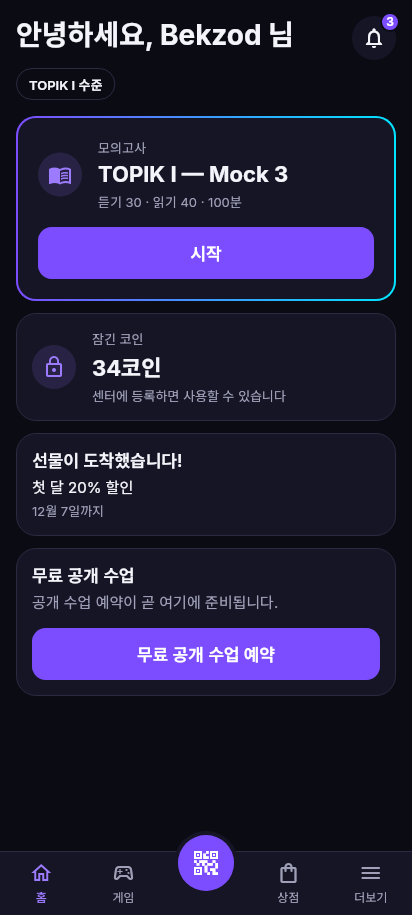 안녕하세요, Bekzod 님
3
TOPIK I 수준
모의고사
TOPIK I — Mock 3
듣기 30 · 읽기 40 · 100분
시작
잠긴 코인
34코인
센터에 등록하면 사용할 수 있습니다
선물이 도착했습니다!
첫 달 20% 할인
12월 7일까지
무료 공개 수업
공개 수업 예약이 곧 여기에 준비됩니다.
무료 공개 수업 예약
홈
게임
상점
더보기